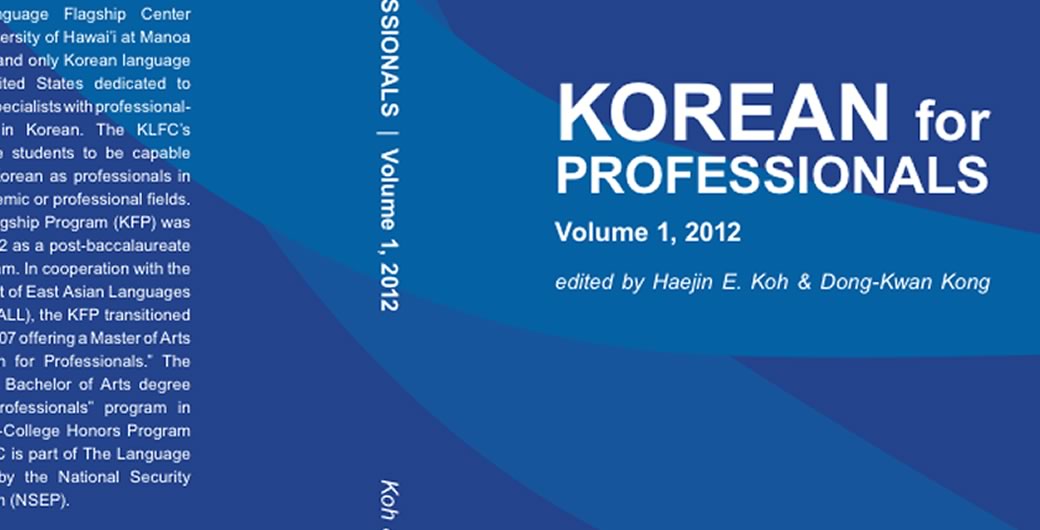 nguage Flagship Center
ersity of Hawai'i at Manoa
and only Korean language
ited States dedicated to
pecialists with professional-
in Korean. The KLFC's
e students to be capable
orean as professionals in
emic or professional fields.
gship Program (KFP) was
2 as a post-baccalaureate
am. In cooperation with the
t of East Asian Languages
ALL), the KFP transitioned
07 offering a Master of Arts
n for Professionals." The
Bachelor of Arts degree
rofessionals" program in
-College Honors Program
C is part of The Language
by the National Security
n (NSEP).
SSIONALS | Volume 1, 2012
Koh
KOREAN for
PROFESSIONALS
Volume 1, 2012
edited by Haejin E. Koh & Dong-Kwan Kong